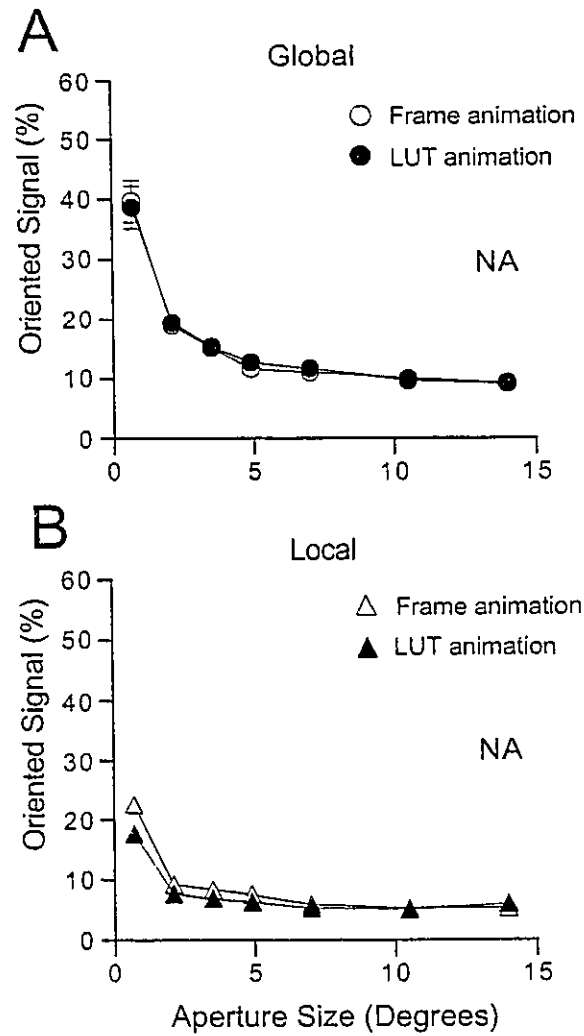 A
Global
Oriented Signal (%)
60
50
40
30
20
10
0
0
5
10
15
Frame animation
LUT animation
NA
B
Local
Oriented Signal (%)
60
50
40
30
20
10
0
0
5
10
15
Frame animation
LUT animation
NA
Aperture Size (Degrees)